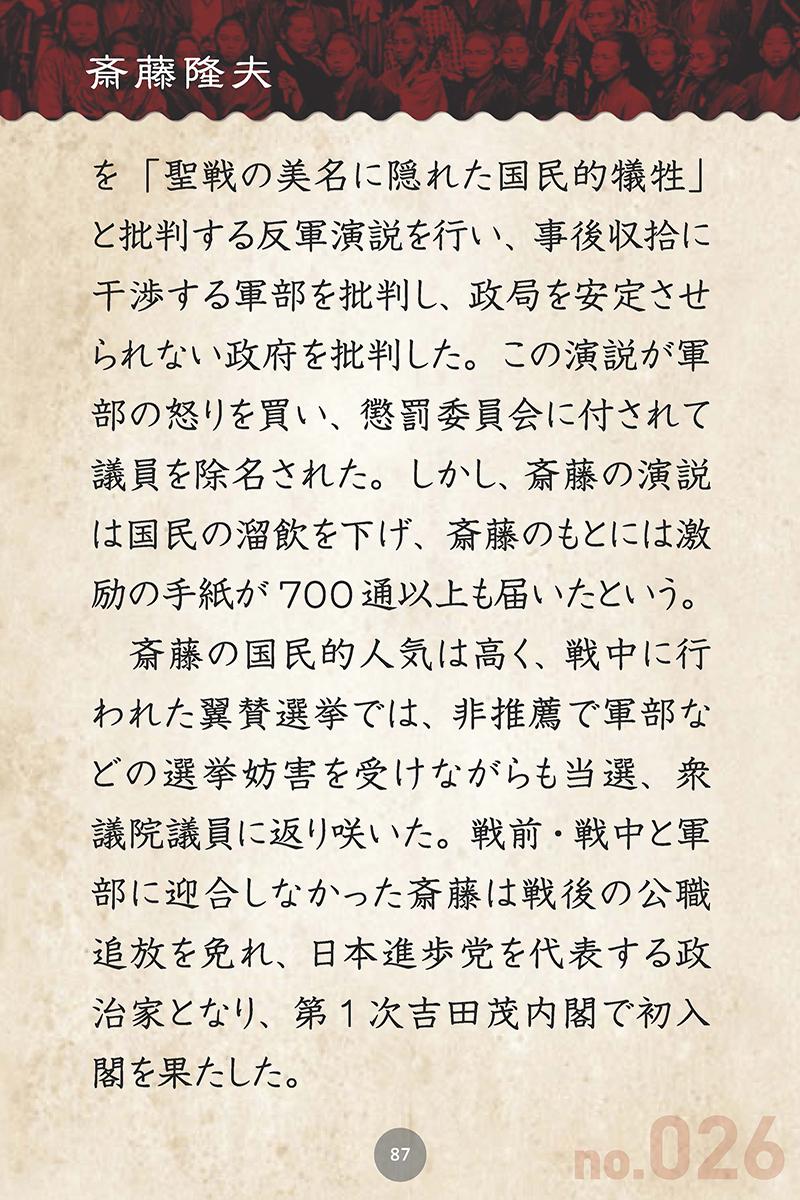 斎藤隆夫
を「聖戦の美名に隠れた国民的犠牲」
と批判する反軍演説を行い、事後収拾に
干渉する軍部を批判し、政局を安定させ
られない政府を批判した。この演説が軍
部の怒りを買い、懲罰委員会に付されて
議員を除名された。しかし、斎藤の演説
は国民の溜飲を下げ、斎藤のもとには激
励の手紙が700通以上も届いたという。
　斎藤の国民的人気は高く、戦中に行
われた翼賛選挙では、非推薦で軍部な
どの選挙妨害を受けながらも当選、衆
議院議員に返り咲いた。戦前・戦中と軍
部に迎合しなかった斎藤は戦後の公職
追放を免れ、日本進歩党を代表する政
治家となり、第1次吉田茂内閣で初入
閣を果たした。
87
no.026